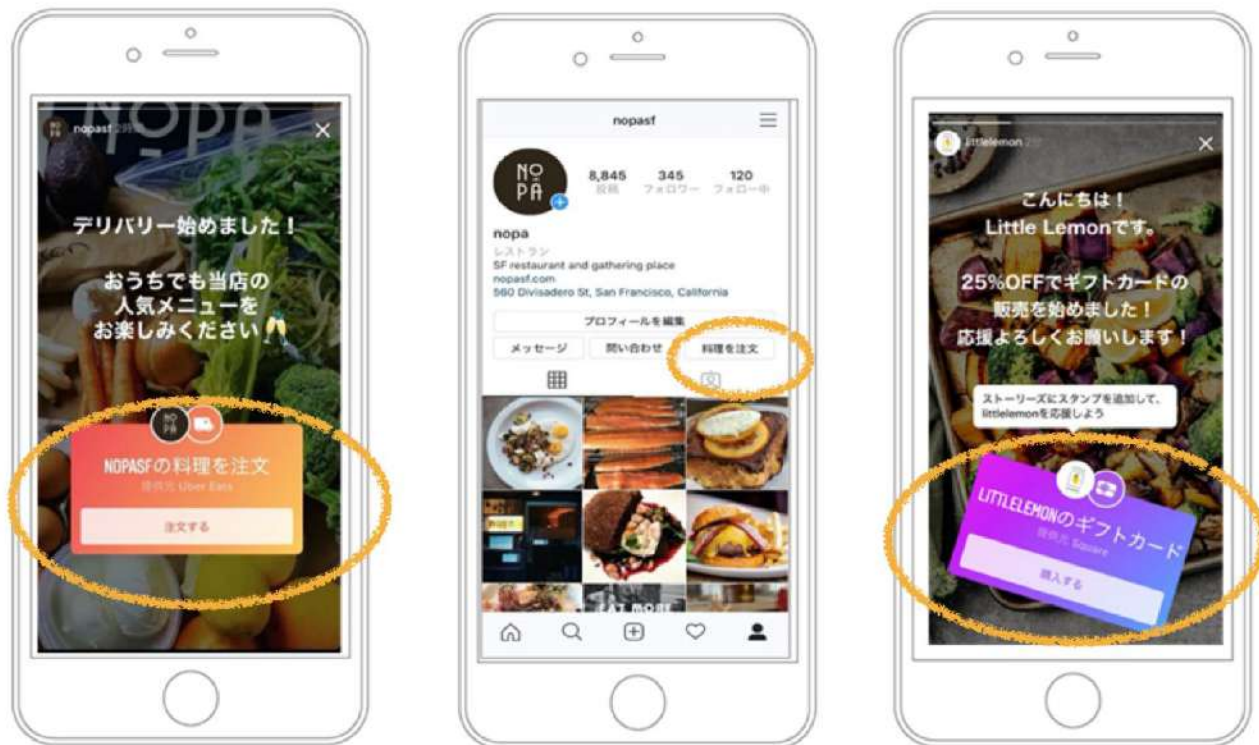 NOPA
nopasf 2時間
デリバリー始めました！
おうちでも当店の
人気メニューを
お楽しみください🥂
NO
PA
NOPASFの料理を注文
提供元 Uber Eats
注文する
nopasf
NO
PA
8,845
345
120
投稿
フォロワー
フォロー中
nopa
レストラン
SF restaurant and gathering place
nopasf.com
560 Divisadero St, San Francisco, California
プロフィールを編集
メッセージ
問い合わせ
料理を注文
EAT MORE
littlelemon 2分
こんにちは！
Little Lemonです。
25%OFFでギフトカードの
販売を始めました！
応援よろしくお願いします！
ストーリーズにスタンプを追加して、
littlelemonを応援しよう
LITTLELEMONのギフトカード
提供元 Square
購入する